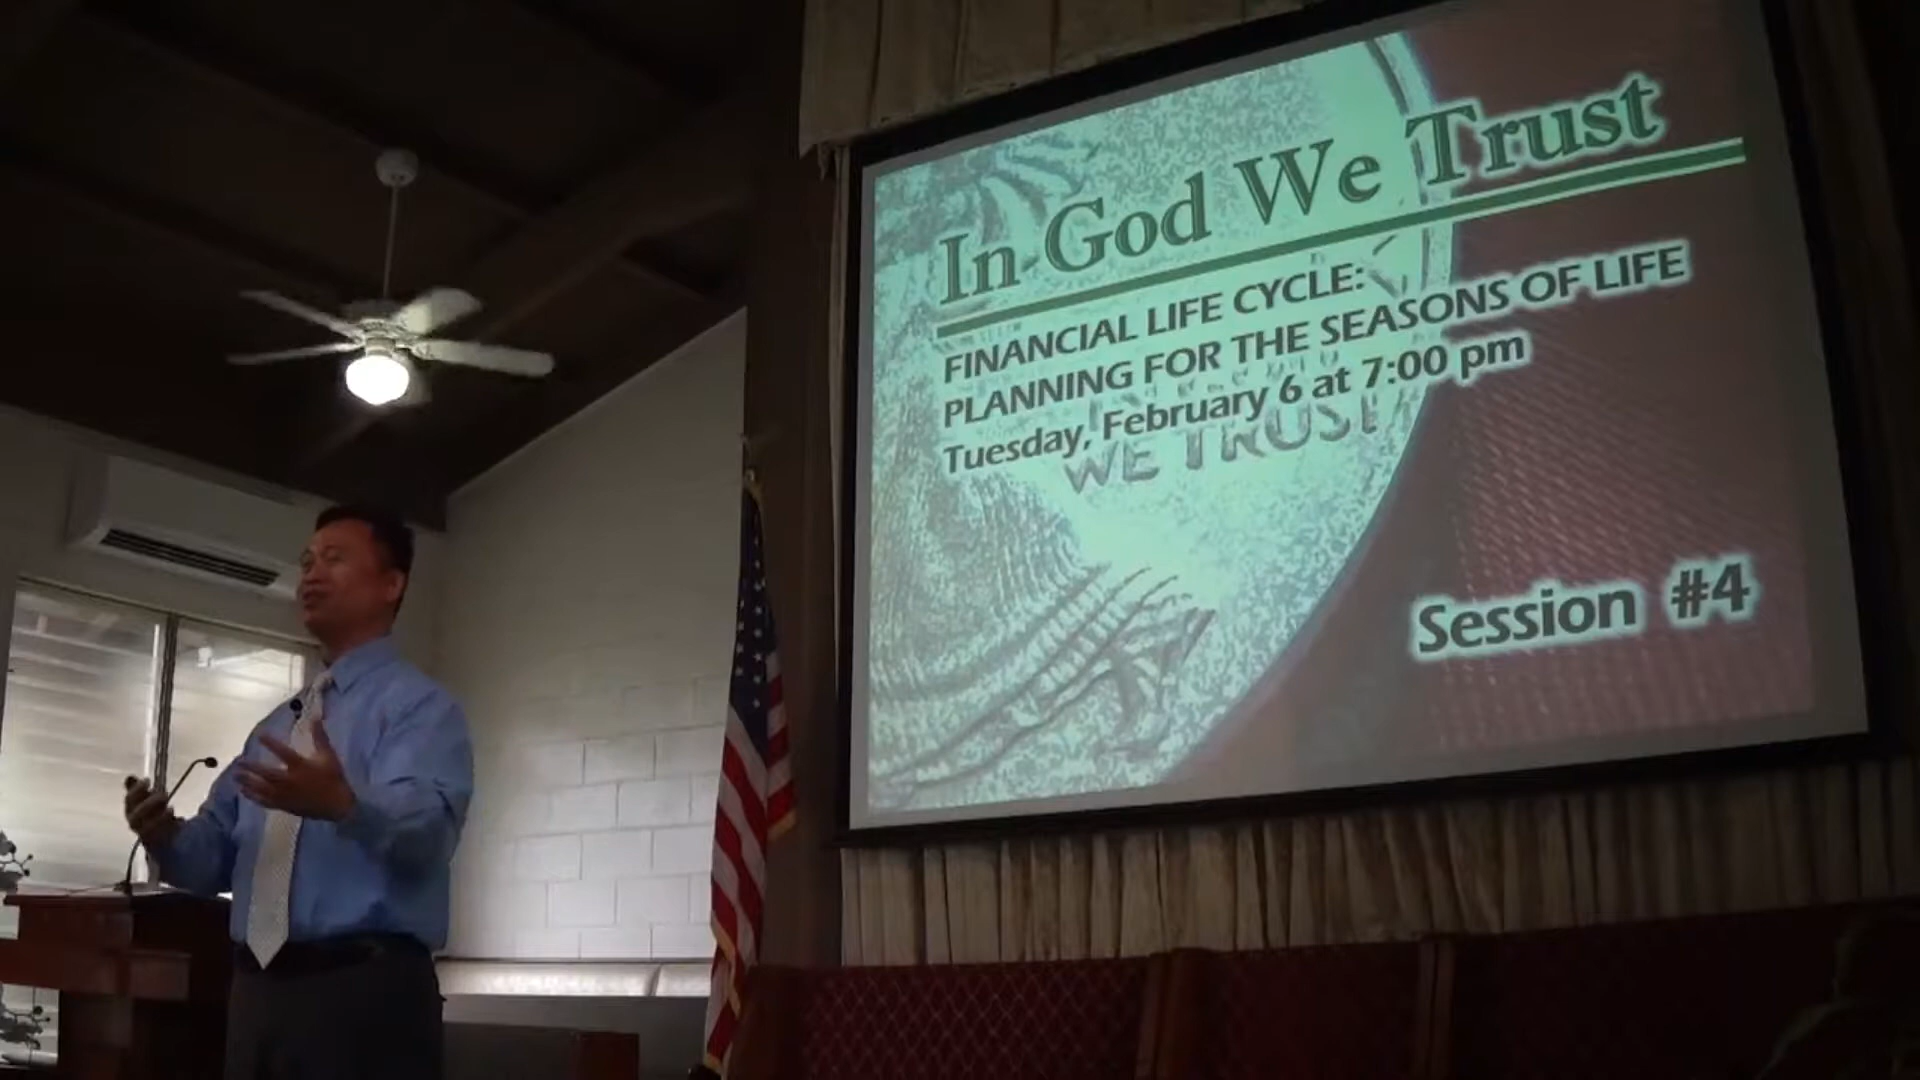 In God We Trust
FINANCIAL LIFE CYCLE:
PLANNING FOR THE SEASONS OF LIFE
Tuesday, February 6 at 7:00 pm
WE TRUST
Session #4